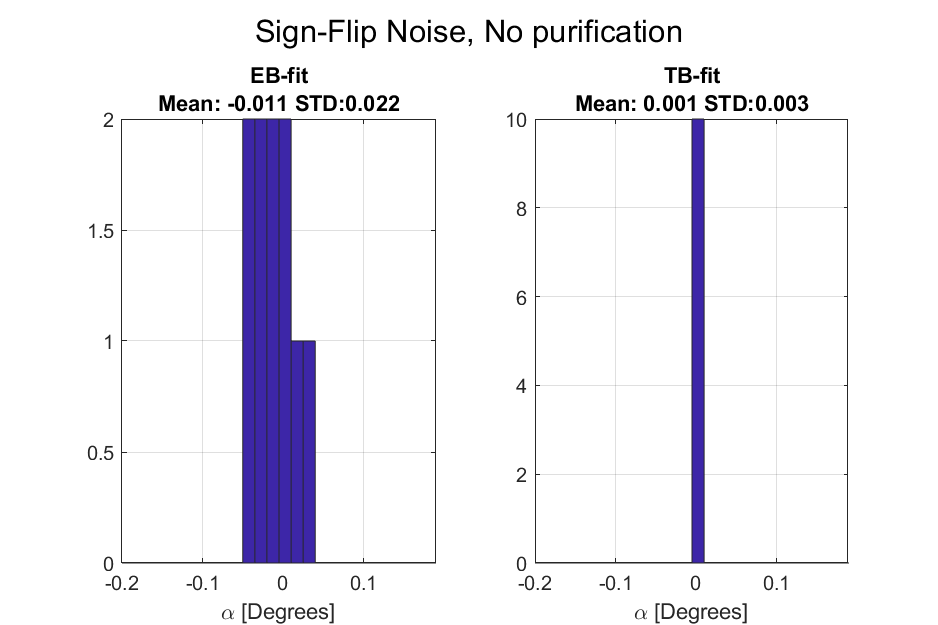 Sign-Flip Noise, No purification
EB-fit
Mean: -0.011 STD:0.022
2
1.5
1
0.5
0
-0.2
-0.1
0
0.1
α [Degrees]
TB-fit
Mean: 0.001 STD:0.003
10
8
6
4
2
0
-0.2
-0.1
0
0.1
α [Degrees]